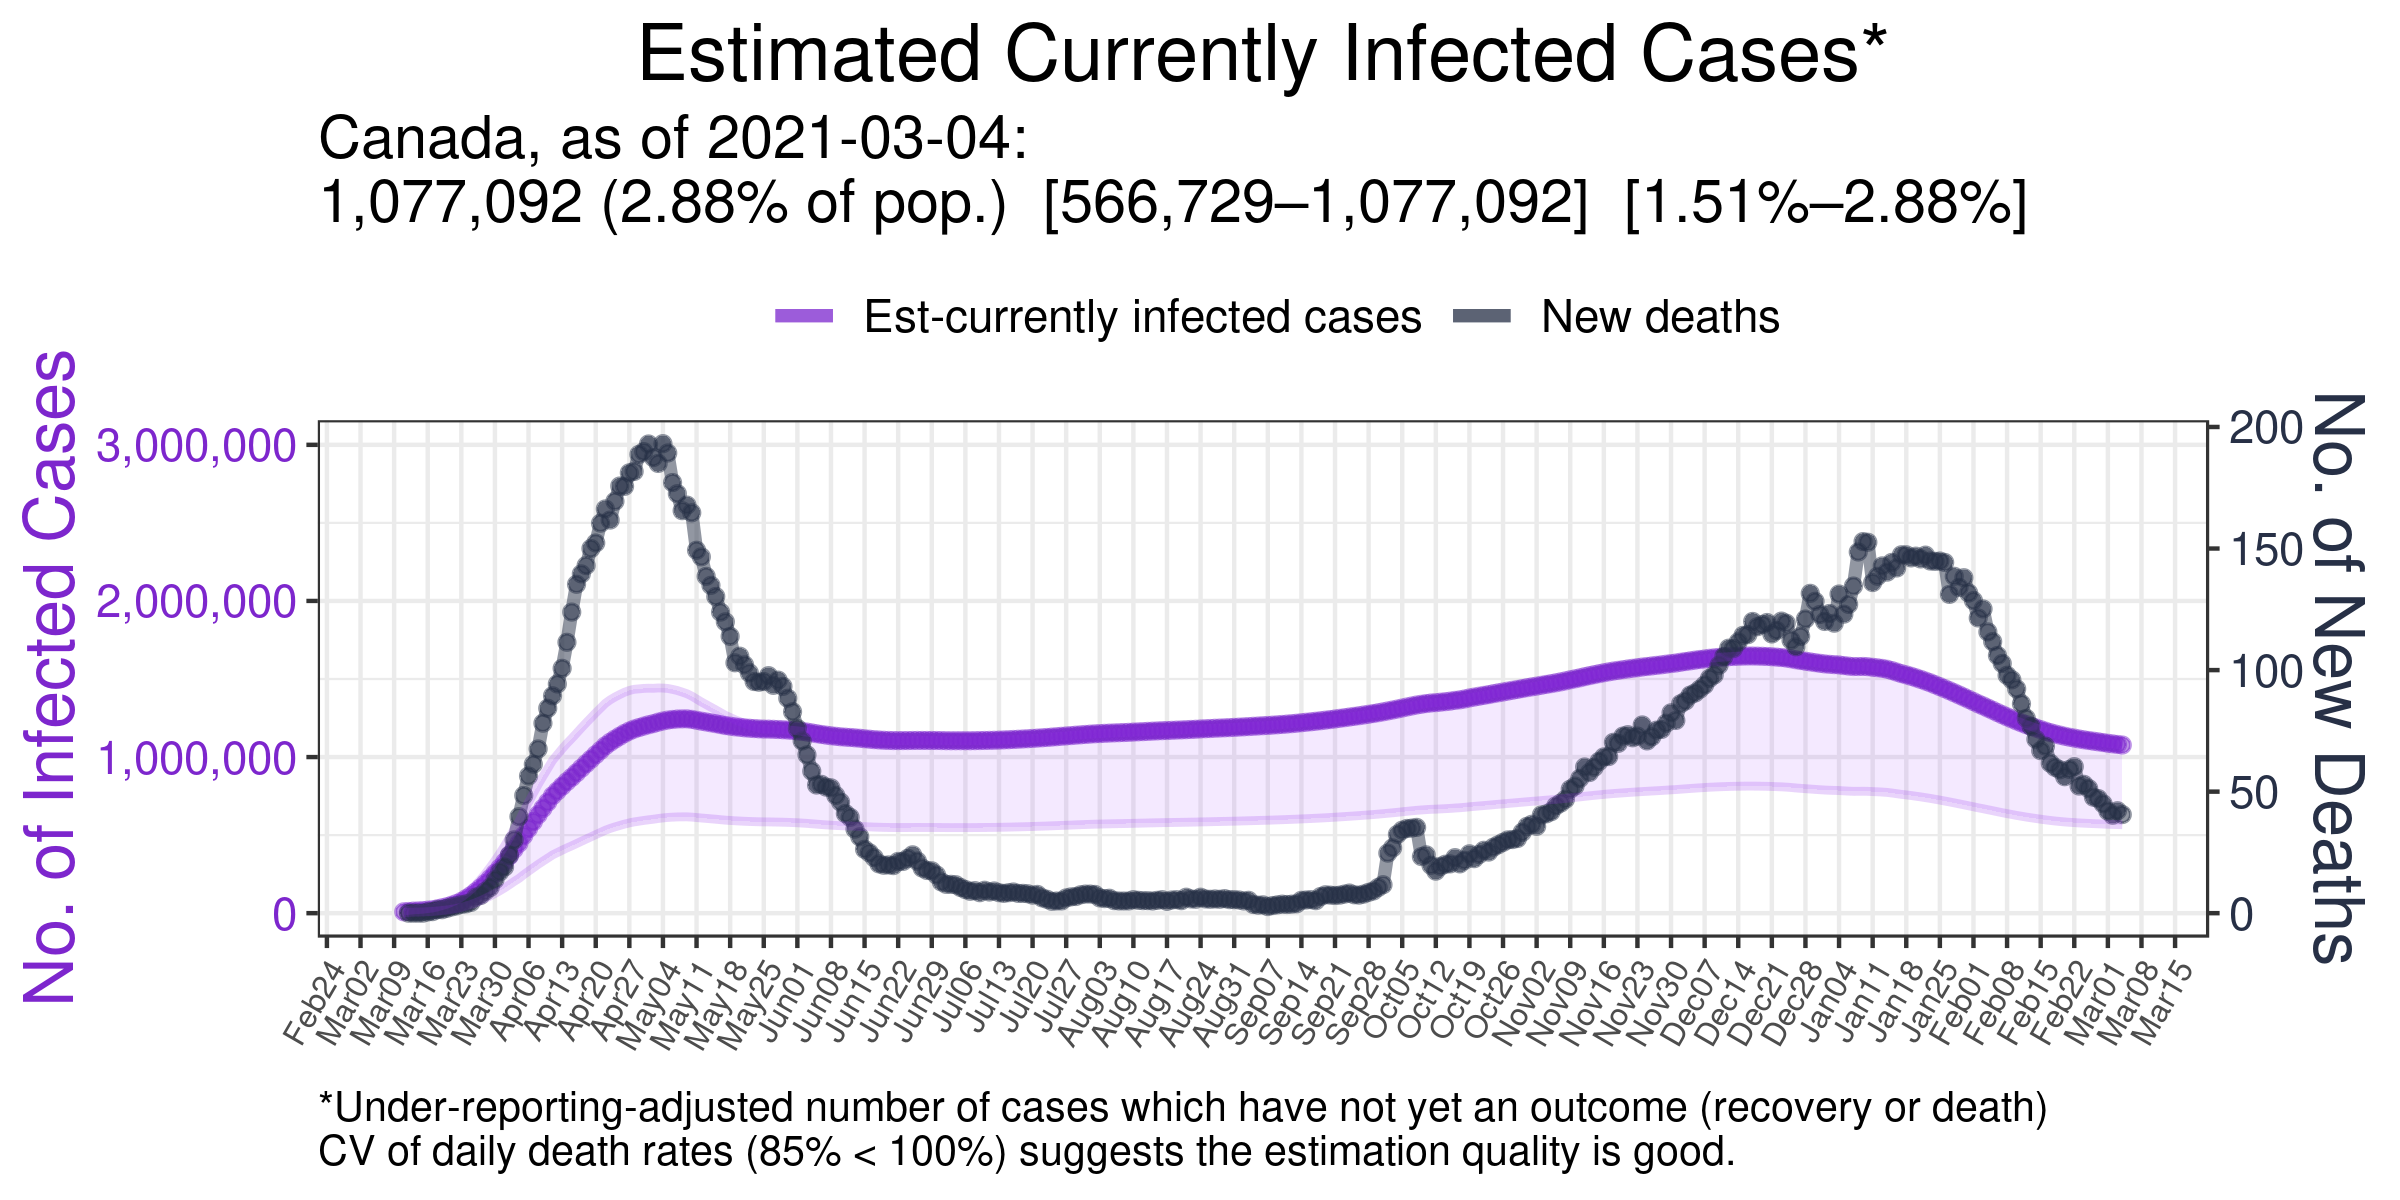 Estimated Currently Infected Cases*
Canada, as of 2021-03-04:
1,077,092 (2.88% of pop.)  [566,729–1,077,092]  [1.51%–2.88%]
Est-currently infected cases
New deaths
No. of Infected Cases
3,000,000
2,000,000
1,000,000
0
200
150
100
50
0
No. of New Deaths
Feb24
Mar02
Mar09
Mar16
Mar23
Mar30
Apr06
Apr13
Apr20
Apr27
May04
May11
May18
May25
Jun01
Jun08
Jun15
Jun22
Jun29
Jul06
Jul13
Jul20
Jul27
Aug03
Aug10
Aug17
Aug24
Aug31
Sep07
Sep14
Sep21
Sep28
Oct05
Oct12
Oct19
Oct26
Nov02
Nov09
Nov16
Nov23
Nov30
Dec07
Dec14
Dec21
Dec28
Jan04
Jan11
Jan18
Jan25
Feb01
Feb08
Feb15
Feb22
Mar01
Mar08
Mar15
*Under-reporting-adjusted number of cases which have not yet an outcome (recovery or death)
CV of daily death rates (85% < 100%) suggests the estimation quality is good.